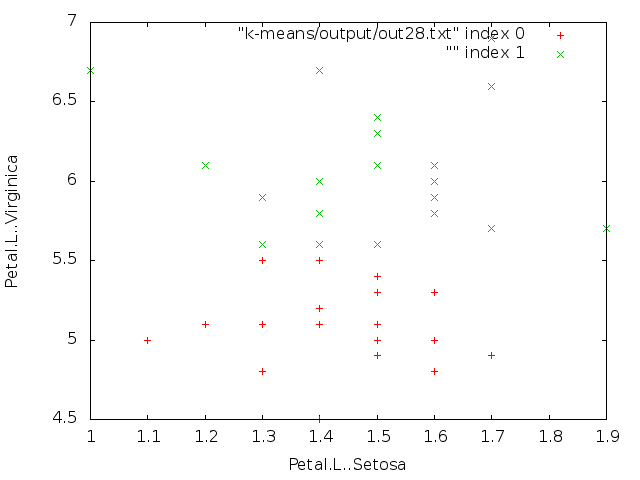 7
"k-means/output/out28.txt" index 0
"" index 1
6.5
6
5.5
5
4.5
Petal.L..Virginica
1 1.1 1.2 1.3 1.4 1.5 1.6 1.7 1.8 1.9
Petal.L..Setosa